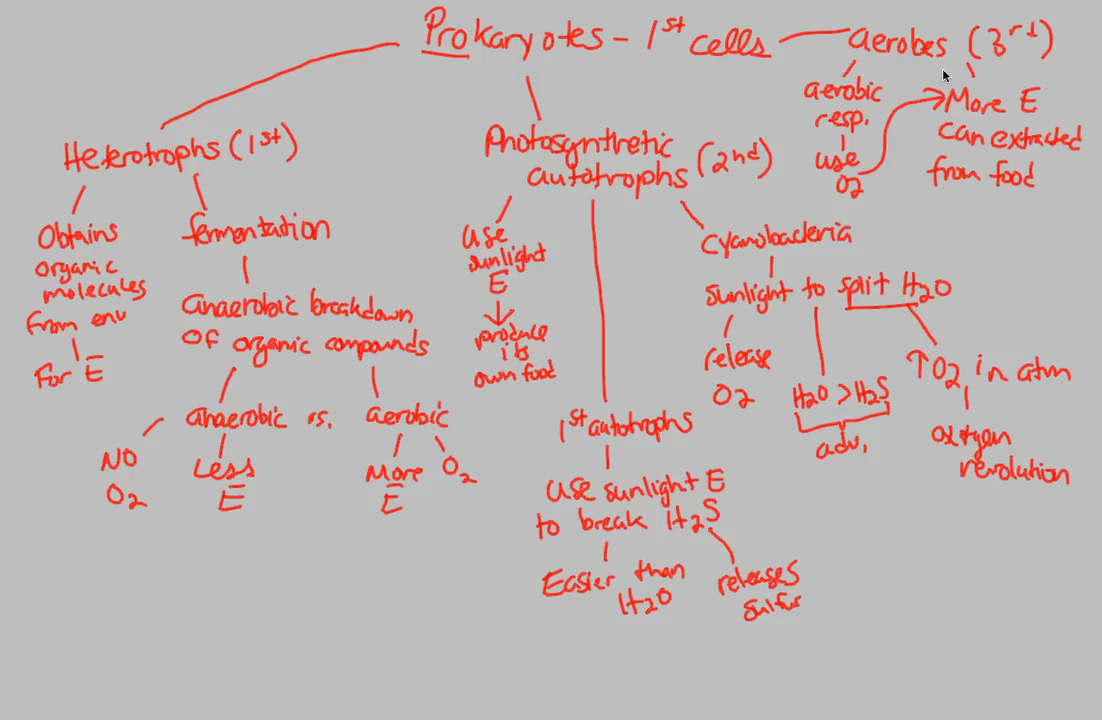 Prokaryotes - 1st cells
Heterotrophs (1st)
Obtains
organic
molecules
from env
For E
fermentation
anaerobic breakdown
of organic compounds
anaerobic vs. aerobic
NO
O2
Less
E
More
E
O2
Photosynthetic
autotrophs (2nd)
use
sunlight
E
produce
its
own food
1st autotrophs
use sunlight E
to break H2S
Easier than
H2O
releases
sulfur
Cyanobacteria
sunlight to split H2O
release
O2
H2O > H2S
adv.
↑O2 in atm
oxygen
revolution
aerobes (3rd)
aerobic
resp.
use
O2
More E
can extracted
from food